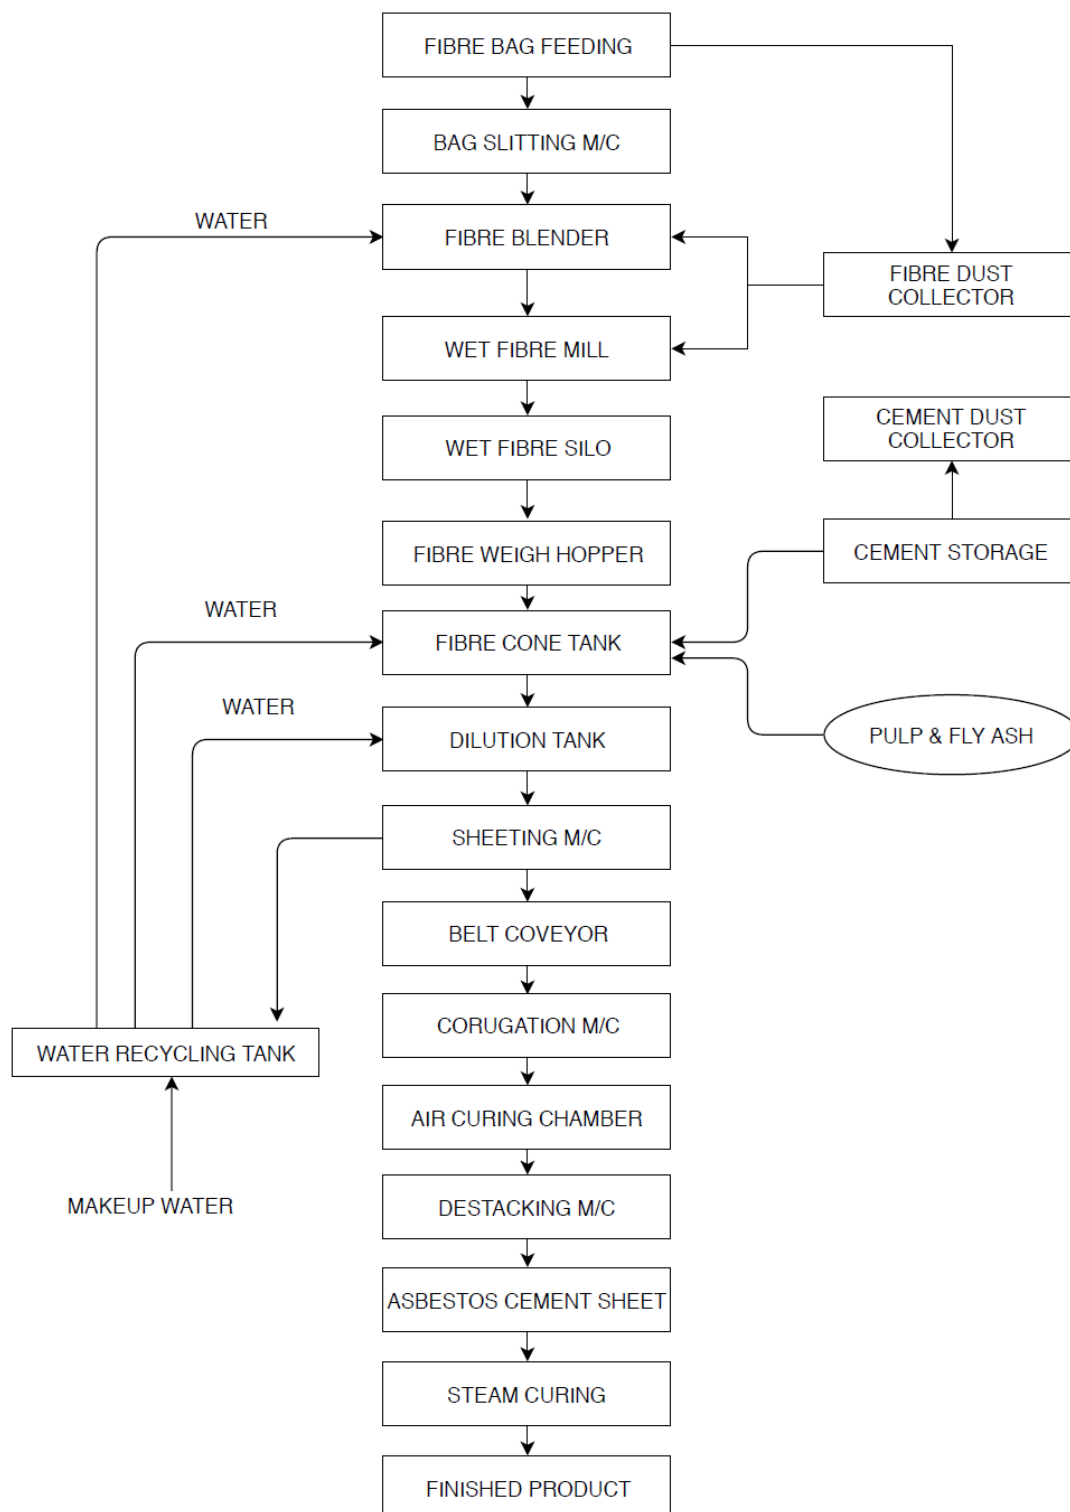 FIBRE BAG FEEDING
BAG SLITTING M/C
WATER
FIBRE BLENDER
FIBRE DUST
COLLECTOR
WET FIBRE MILL
CEMENT DUST
COLLECTOR
WET FIBRE SILO
FIBRE WEIGH HOPPER
CEMENT STORAGE
WATER
FIBRE CONE TANK
WATER
DILUTION TANK
PULP & FLY ASH
SHEETING M/C
BELT COVEYOR
CORUGATION M/C
WATER RECYCLING TANK
AIR CURING CHAMBER
MAKEUP WATER
DESTACKING M/C
ASBESTOS CEMENT SHEET
STEAM CURING
FINISHED PRODUCT